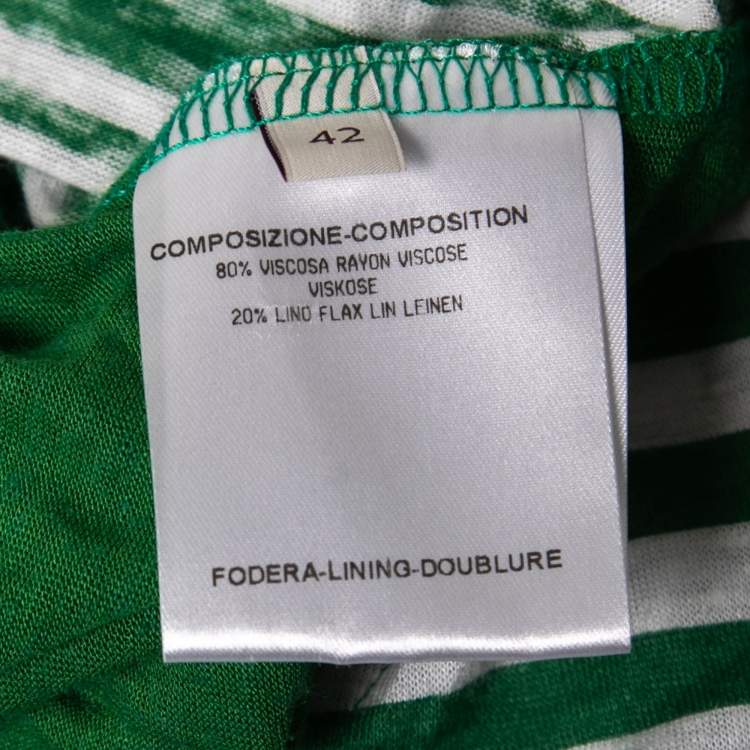 42
COMPOSIZIONE-COMPOSITION
80% VISCOSA RAYON VISCOSE
VISKOSE
20% LINO FLAX LIN LEINEN
FODERA-LINING-DOUBLURE